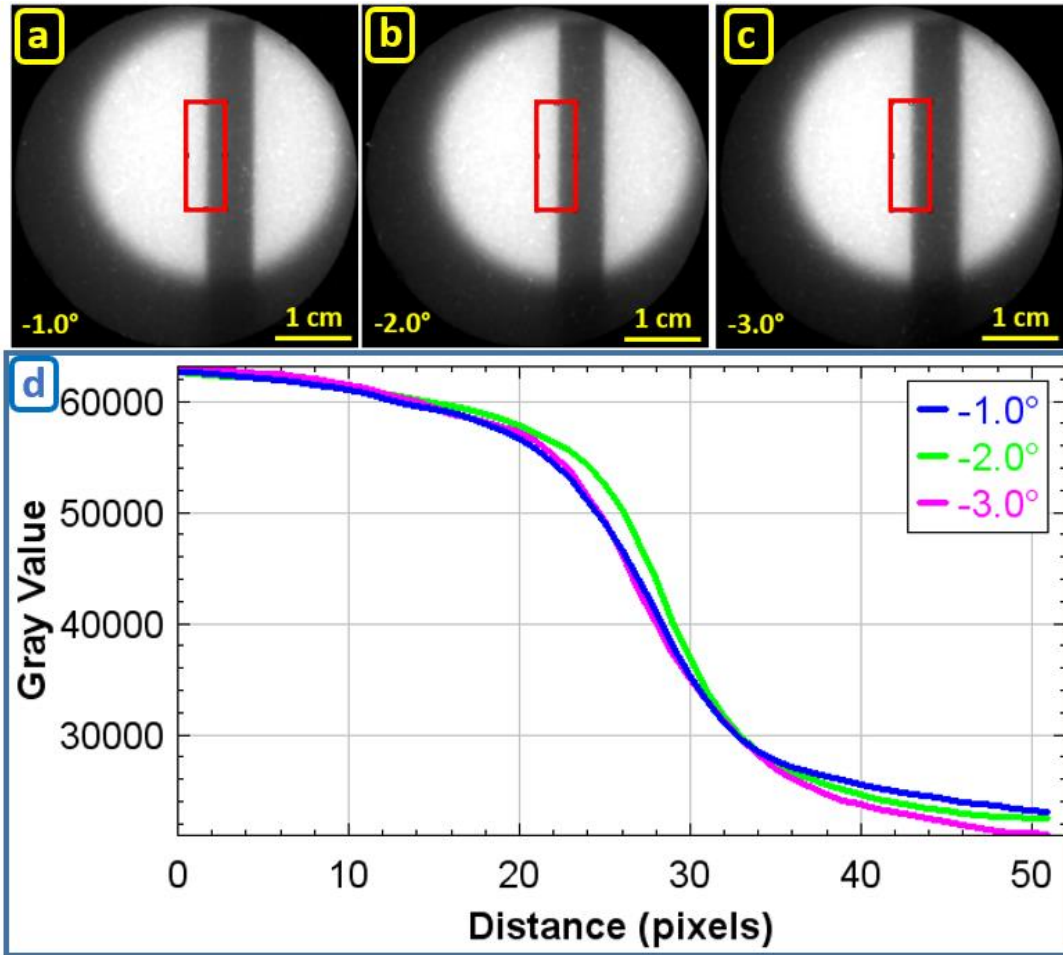 a
b
c
-1.0°
1 cm
-2.0°
1 cm
-3.0°
1 cm
d
60000
50000
40000
30000
Gray Value
-1.0°
-2.0°
-3.0°
0 10 20 30 40 50
Distance (pixels)